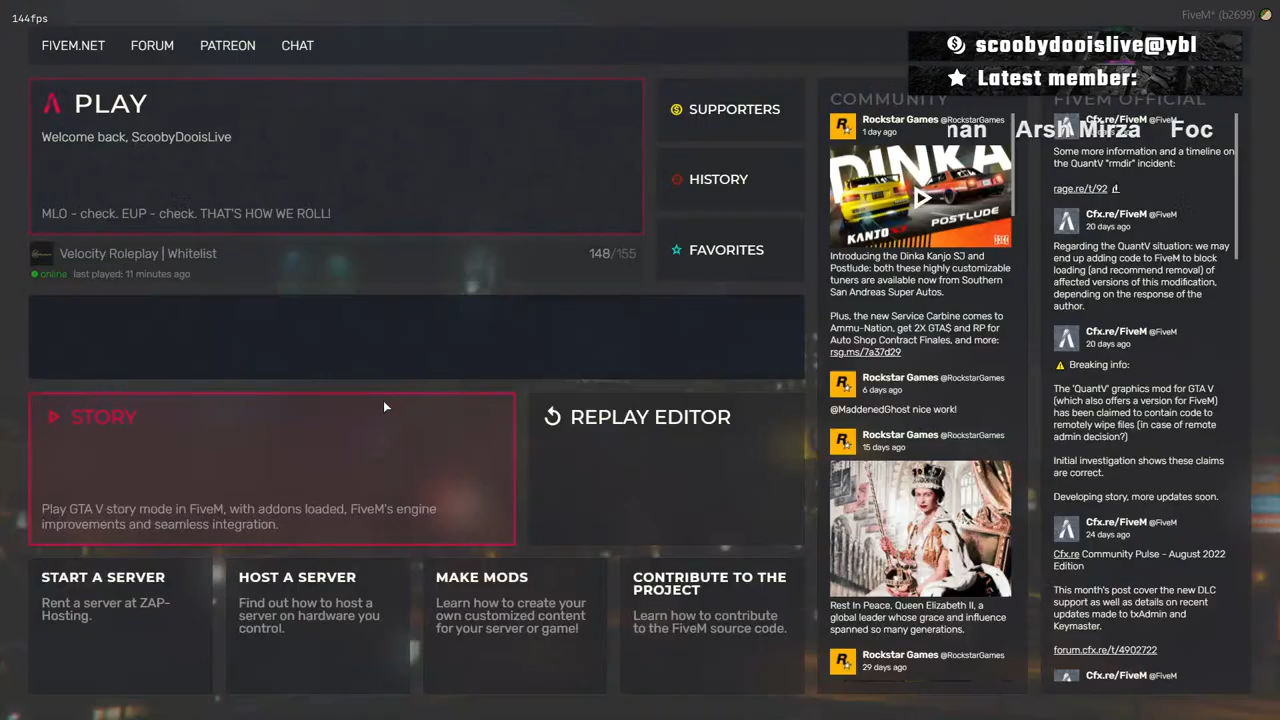 144fps
FiveM* (b2699)
FIVEM.NET
FORUM
PATREON
CHAT
scoobydooislive@ybl
Latest member:
PLAY
Welcome back, ScoobyDooisLive
MLO - check. EUP - check. THAT'S HOW WE ROLL!
Velocity Roleplay | Whitelist
148/155
online
last played: 11 minutes ago
SUPPORTERS
HISTORY
FAVORITES
STORY
Play GTA V story mode in FiveM, with addons loaded, FiveM's engine
improvements and seamless integration.
REPLAY EDITOR
START A SERVER
Rent a server at ZAP-
Hosting.
HOST A SERVER
Find out how to host a
server on hardware you
control.
MAKE MODS
Learn how to create your
own customized content
for your server or game!
CONTRIBUTE TO THE
PROJECT
Learn how to contribute
to the FiveM source code.
COMMUNITY
Rockstar Games @RockstarGames
1 day ago
DINKA
KANJO SJ
POSTLUDE
Introducing the Dinka Kanjo SJ and
Postlude: both these highly customizable
tuners are available now from Southern
San Andreas Super Autos.
Plus, the new Service Carbine comes to
Ammu-Nation, get 2X GTA$ and RP for
Auto Shop Contract Finales, and more:
rsg.ms/7a37d29
Rockstar Games @RockstarGames
6 days ago
@MaddenedGhost nice work!
Rockstar Games @RockstarGames
15 days ago
Rest In Peace, Queen Elizabeth II, a
global leader whose grace and influence
spanned so many generations.
Rockstar Games @RockstarGames
29 days ago
FIVEM OFFICIAL
Cfx.re/FiveM @FiveM
nan Arsh Mirza Foc
Some more information and a timeline on
the QuantV "rmdir" incident:
rage.re/t/92
Cfx.re/FiveM @FiveM
20 days ago
Regarding the QuantV situation: we may
end up adding code to FiveM to block
loading (and recommend removal) of
affected versions of this modification,
depending on the response of the
author.
Cfx.re/FiveM @FiveM
20 days ago
Breaking info:
The 'QuantV' graphics mod for GTA V
(which also offers a version for FiveM)
has been claimed to contain code to
remotely wipe files (in case of remote
admin decision?)
Initial investigation shows these claims
are correct.
Developing story, more updates soon.
Cfx.re/FiveM @FiveM
24 days ago
Cfx.re Community Pulse - August 2022
Edition
This month's post cover the new DLC
support as well as details on recent
updates made to txAdmin and
Keymaster.
forum.cfx.re/t/4902722
Cfx.re/FiveM @FiveM